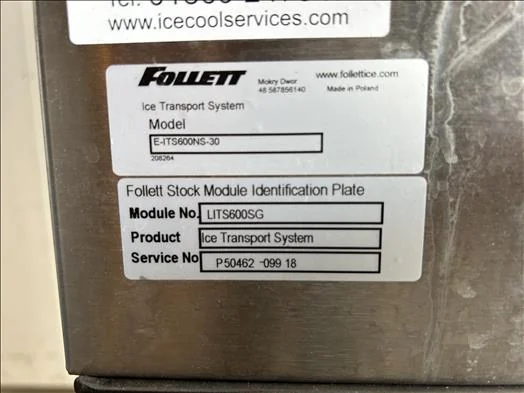 www.icecoolservices.com
FOLLETT
Mokry Dwor
48 587856140
www.follettice.com
Made in Poland
Ice Transport System
Model
E-ITS600NS-30
208264
Follett Stock Module Identification Plate
Module No. LITS600SG
Product Ice Transport System
Service No P50462 -099 18